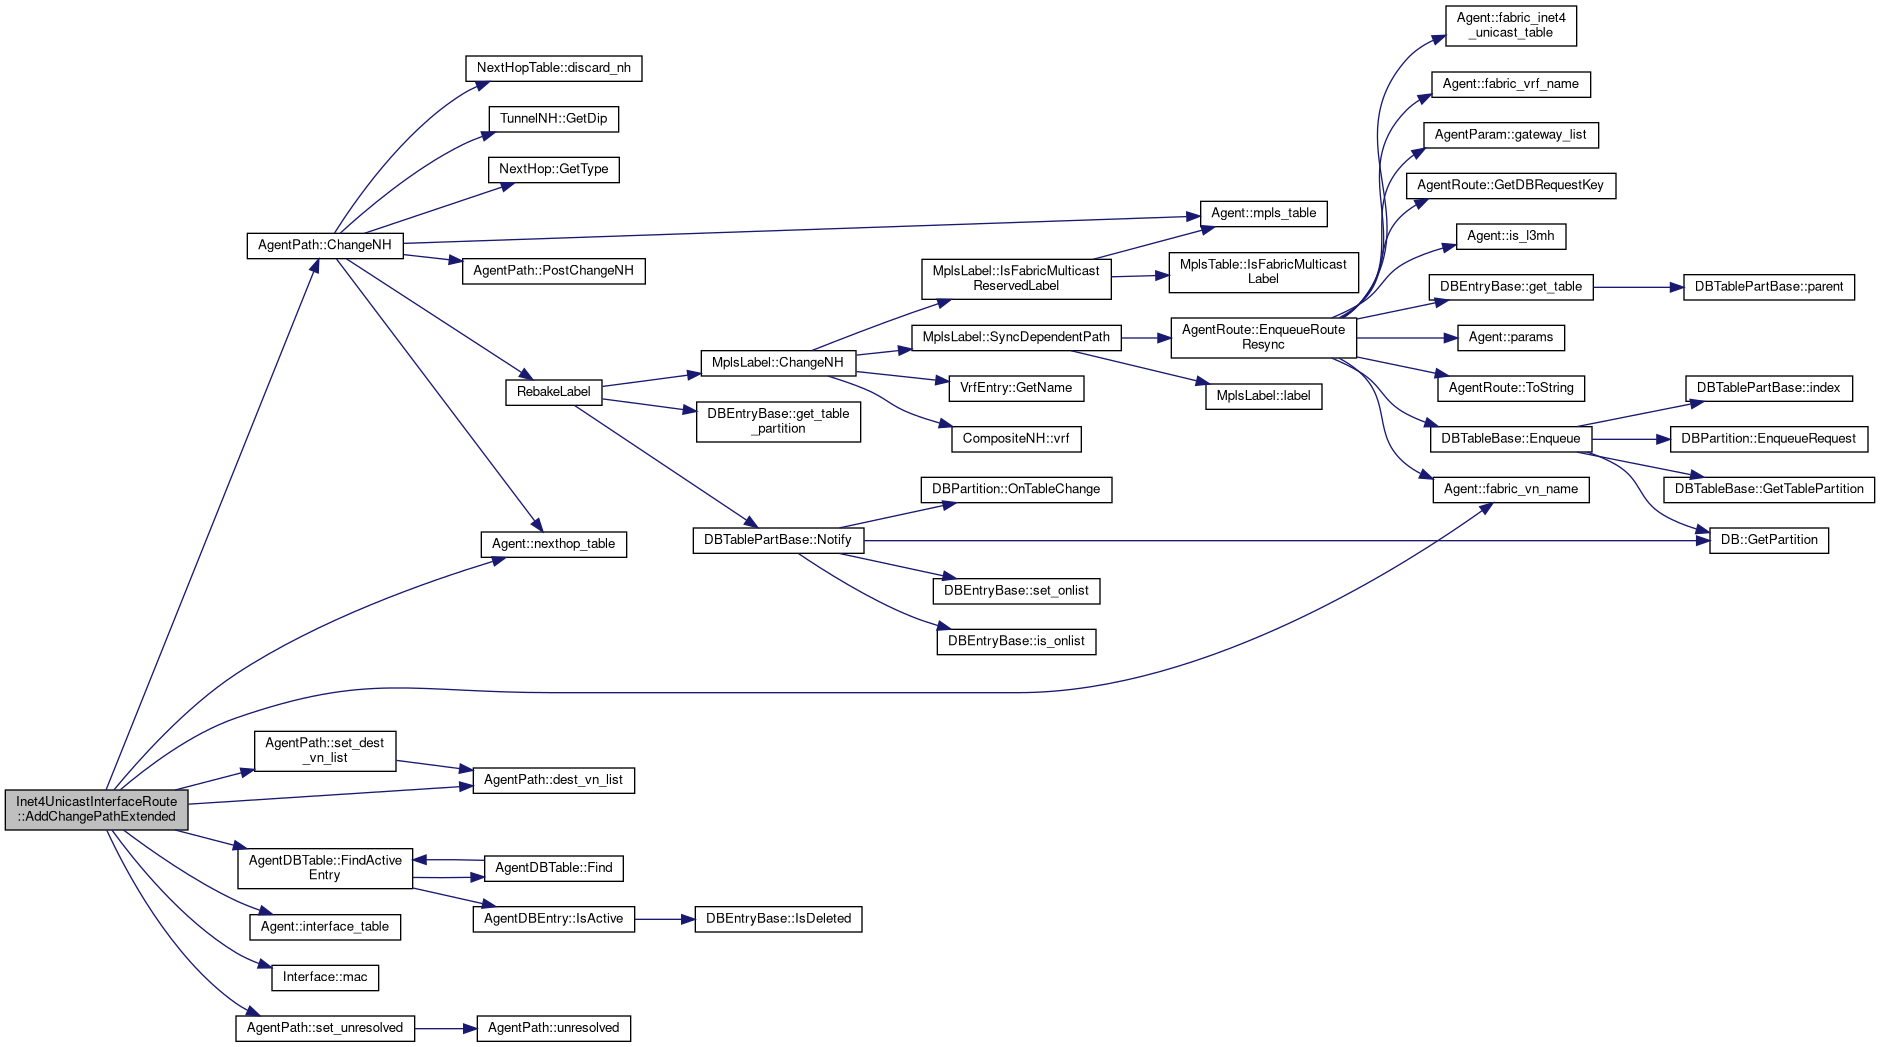 Inet4UnicastInterfaceRoute
::AddChangePathExtended
AgentPath::ChangeNH
NextHopTable::discard_nh
TunnelNH::GetDip
NextHop::GetType
Agent::mpls_table
AgentPath::PostChangeNH
RebakeLabel
Agent::nexthop_table
MplsLabel::ChangeNH
DBEntryBase::get_table
_partition
DBTablePartBase::Notify
MplsLabel::IsFabricMulticast
ReservedLabel
MplsTable::IsFabricMulticast
Label
MplsLabel::SyncDependentPath
VrfEntry::GetName
CompositeNH::vrf
AgentRoute::EnqueueRoute
Resync
MplsLabel::label
Agent::fabric_inet4
_unicast_table
Agent::fabric_vrf_name
AgentParam::gateway_list
AgentRoute::GetDBRequestKey
Agent::is_l3mh
DBEntryBase::get_table
DBTablePartBase::parent
Agent::params
AgentRoute::ToString
DBTableBase::Enqueue
Agent::fabric_vn_name
DBTablePartBase::index
DBPartition::EnqueueRequest
DBTableBase::GetTablePartition
DB::GetPartition
DBPartition::OnTableChange
DBEntryBase::set_onlist
DBEntryBase::is_onlist
AgentPath::set_dest
_vn_list
AgentPath::dest_vn_list
AgentDBTable::FindActive
Entry
AgentDBTable::Find
AgentDBEntry::IsActive
DBEntryBase::IsDeleted
Agent::interface_table
Interface::mac
AgentPath::set_unresolved
AgentPath::unresolved